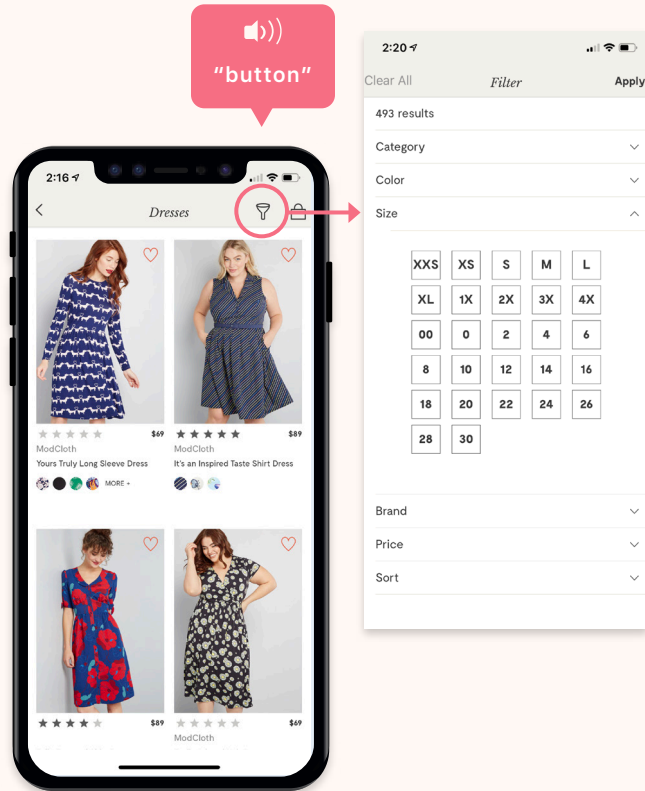 "button"
2:16
Dresses
$69
ModCloth
Yours Truly Long Sleeve Dress
MORE +
$89
ModCloth
It's an Inspired Taste Shirt Dress
$89
$69
ModCloth
2:20
Clear All
Filter
Apply
493 results
Category
Color
Size
XXS XS S M L
XL 1X 2X 3X 4X
00 0 2 4 6
8 10 12 14 16
18 20 22 24 26
28 30
Brand
Price
Sort